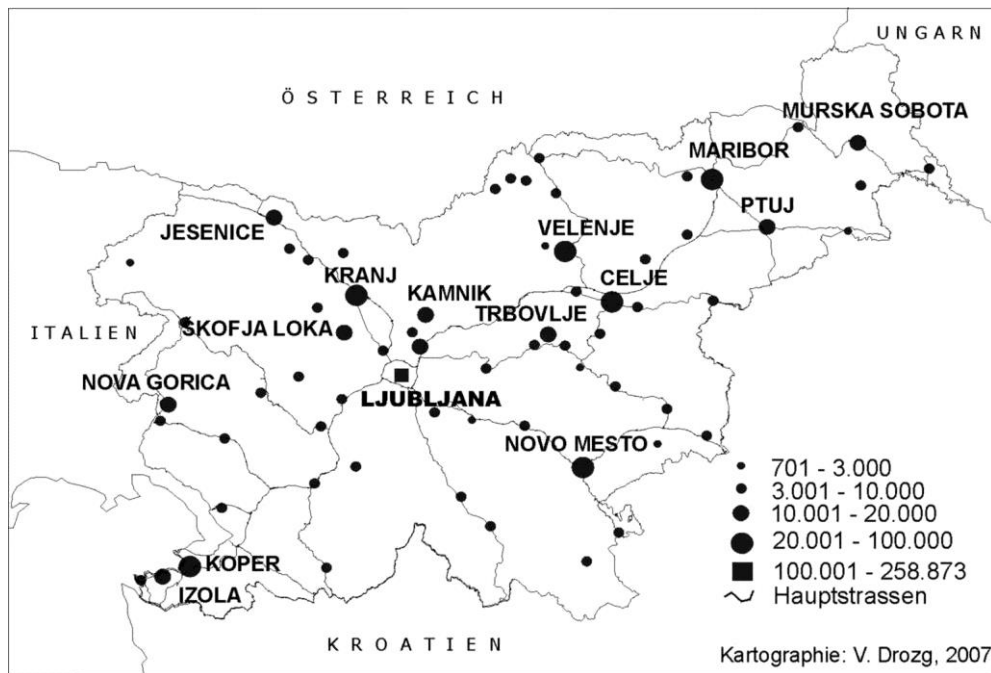 UNGARN
ÖSTERREICH
MURSKA SOBOTA
MARIBOR
PTUJ
JESENICE
VELENJE
KRANJ
KAMNIK
CELJE
ITALIEN
ŠKOFJA LOKA
TRBOVLJE
NOVA GORICA
LJUBLJANA
NOVO MESTO
KOPER
IZOLA
KROATIEN
701 - 3.000
3.001 - 10.000
10.001 - 20.000
20.001 - 100.000
100.001 - 258.873
Hauptstrassen
Kartographie: V. Drozg, 2007